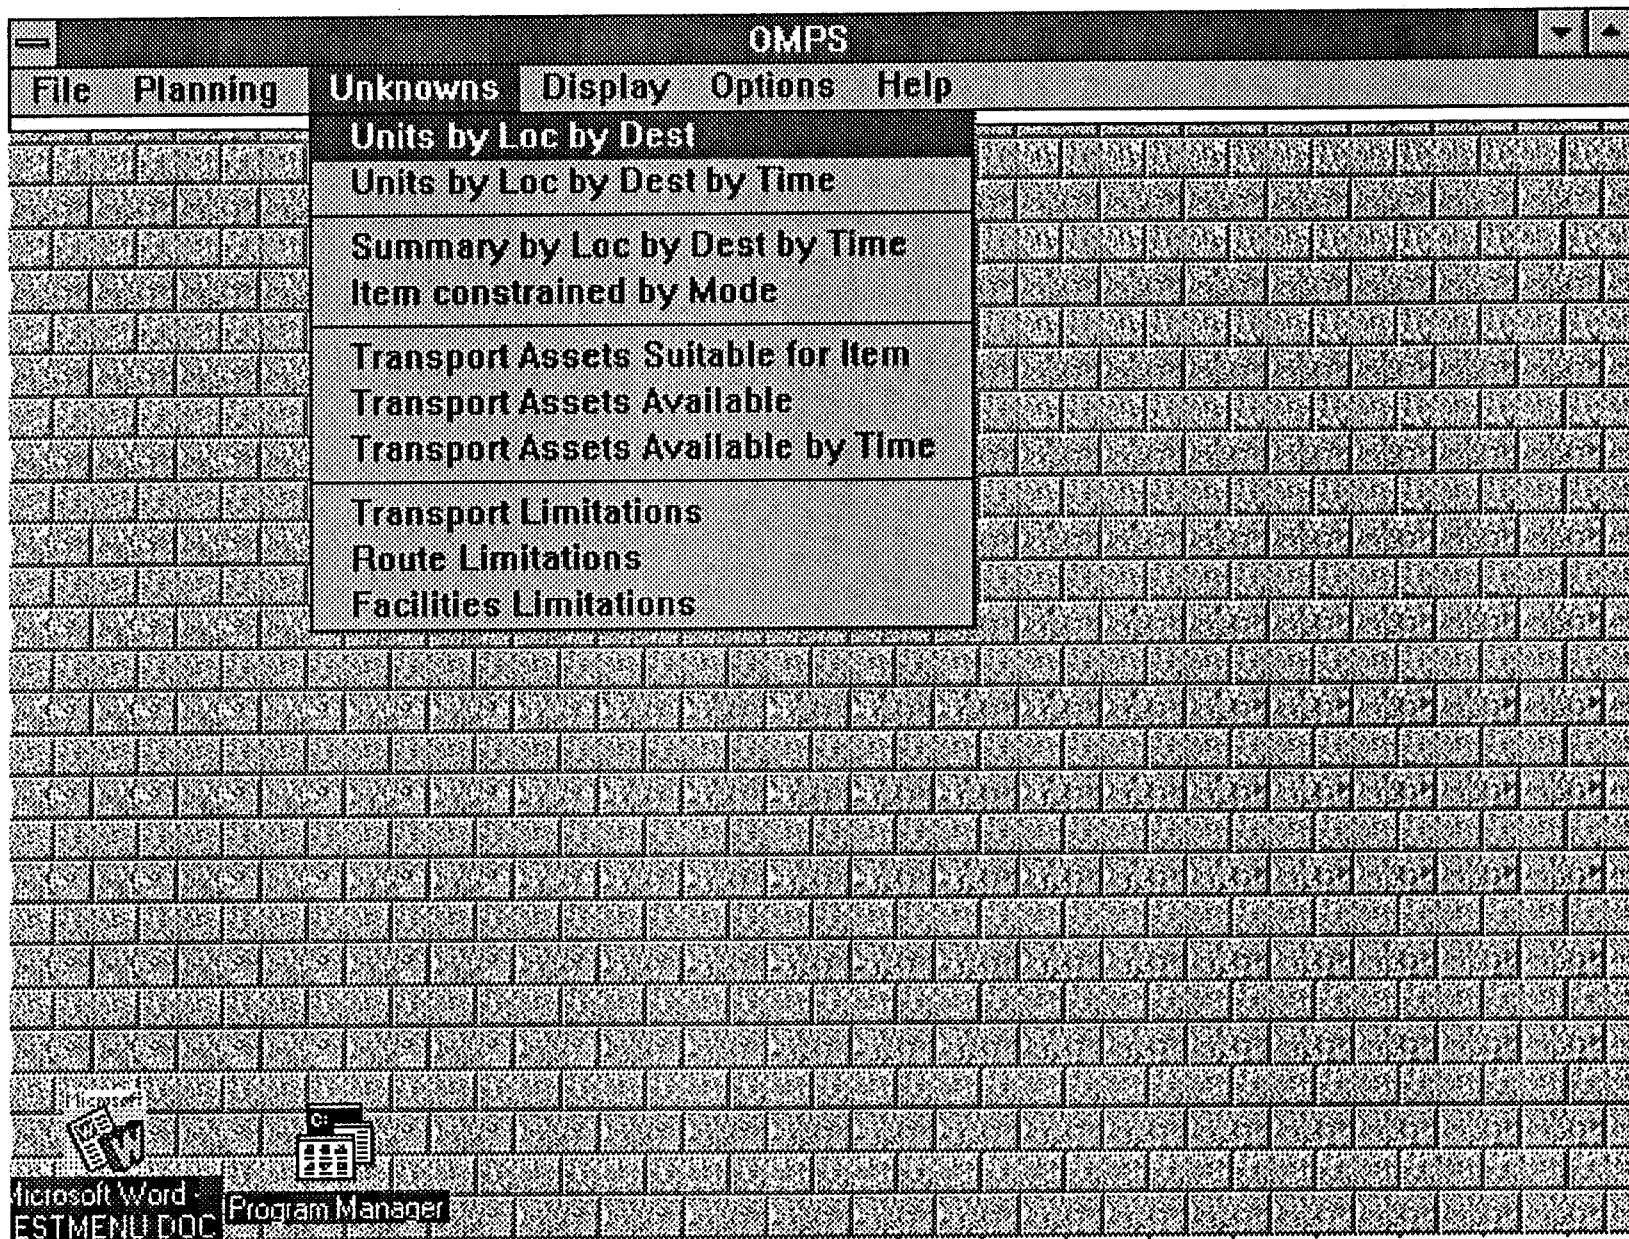 OMPS
File Planning Unknowns Display Options Help
Units by Loc by Dest
Units by Loc by Dest by Time
Summary by Loc by Dest by Time
Item constrained by Mode
Transport Assets Suitable for Item
Transport Assets Available
Transport Assets Available by Time
Transport Limitations
Route Limitations
Facilities Limitations
Microsoft
C:
icrosoft Word -
ESTMENU.DOC
Program Manager